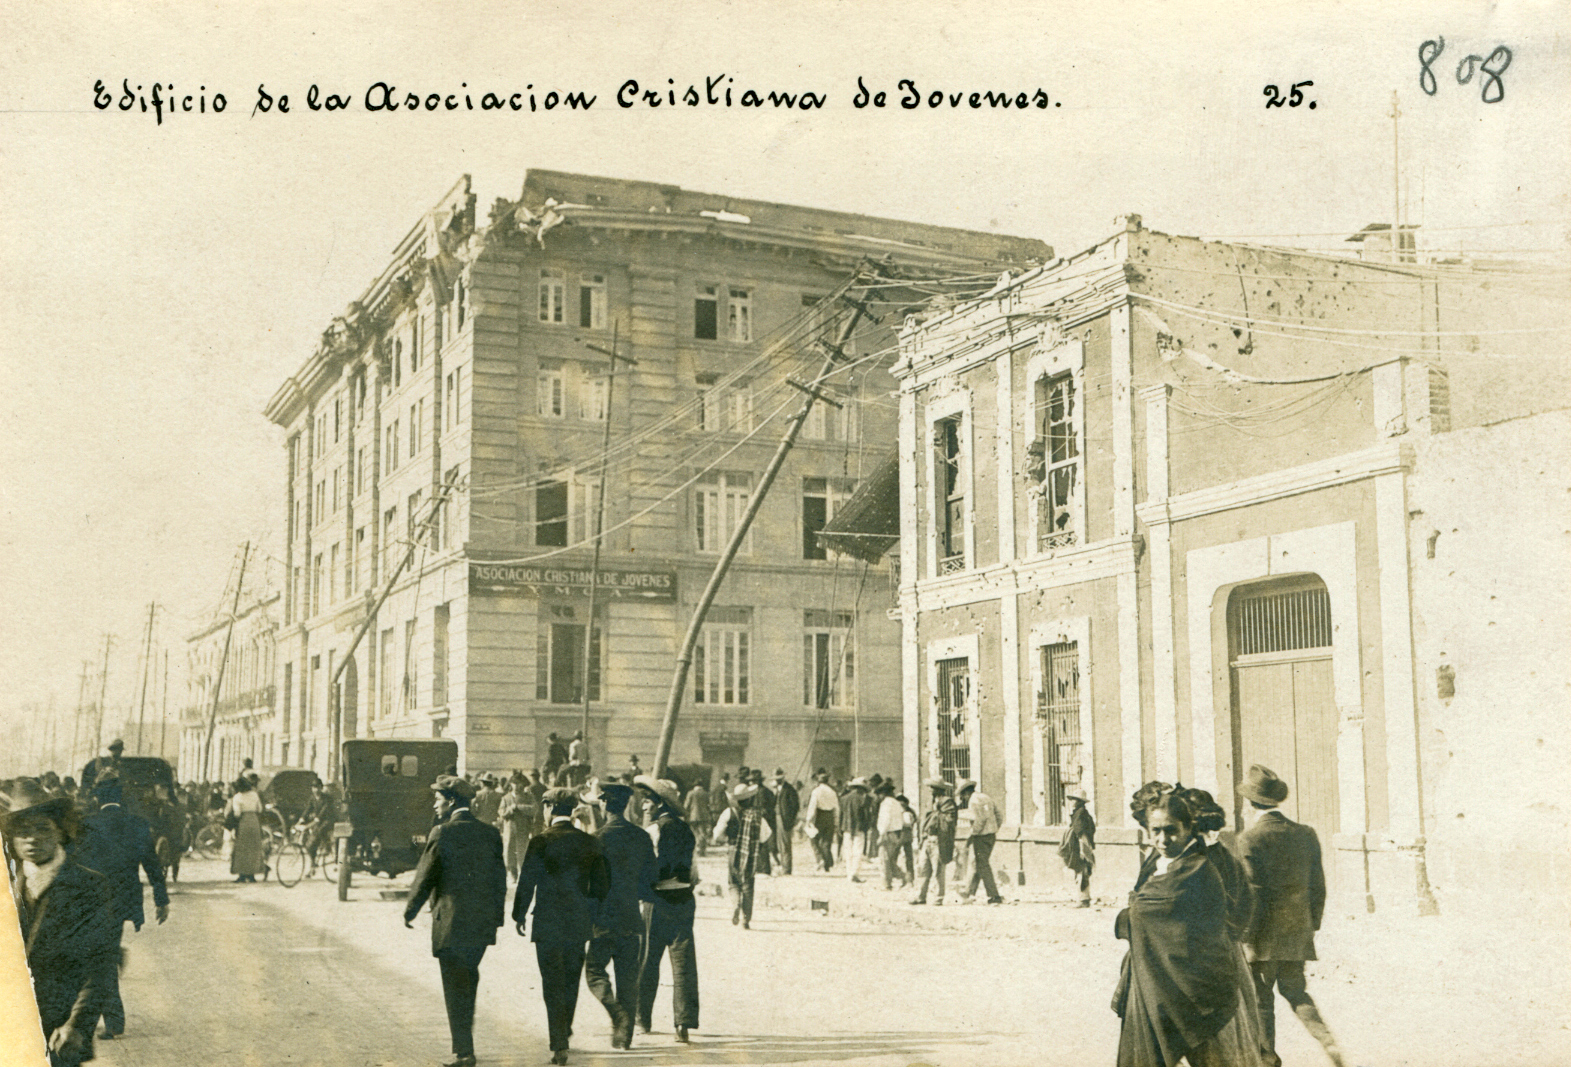 Edificio de la Asociacion Cristiana de Jovenes. 25. 808
ASOCIACION CRISTIANA DE JOVENES
Y M C A